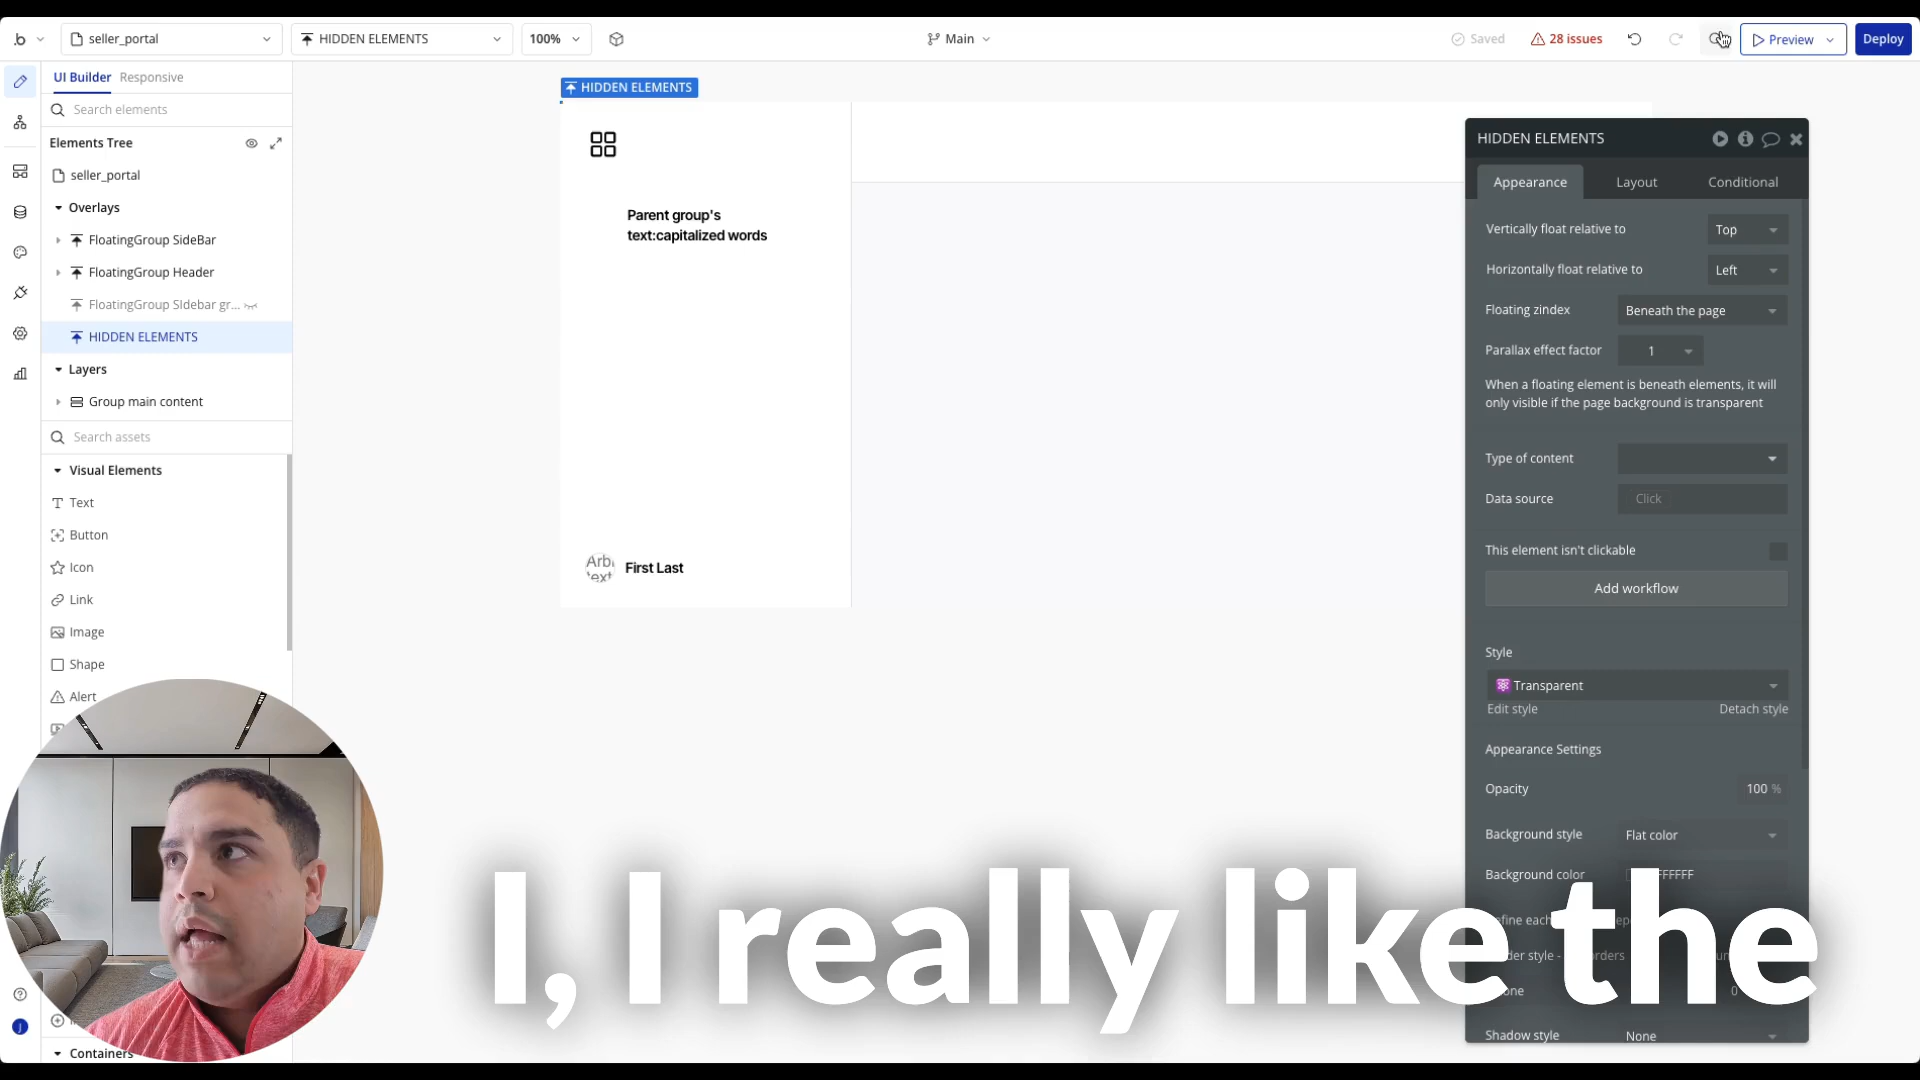 seller_portal
HIDDEN ELEMENTS
100%
Main
Saved
28 issues
Preview
Deploy
UI Builder
Responsive
Search elements
Elements Tree
seller_portal
Overlays
FloatingGroup SideBar
FloatingGroup Header
FloatingGroup SIdebar gr...
HIDDEN ELEMENTS
Layers
Group main content
Search assets
Visual Elements
Text
Button
Icon
Link
Image
Shape
Alert
Containers
HIDDEN ELEMENTS
Parent group's
text:capitalized words
First Last
HIDDEN ELEMENTS
Appearance
Layout
Conditional
Vertically float relative to
Top
Horizontally float relative to
Left
Floating zindex
Beneath the page
Parallax effect factor
1
When a floating element is beneath elements, it will
only visible if the page background is transparent
Type of content
Data source
Click
This element isn't clickable
Add workflow
Style
Transparent
Edit style
Detach style
Appearance Settings
Opacity
100 %
Background style
Flat color
Background color
Shadow style
None
I, I really like the